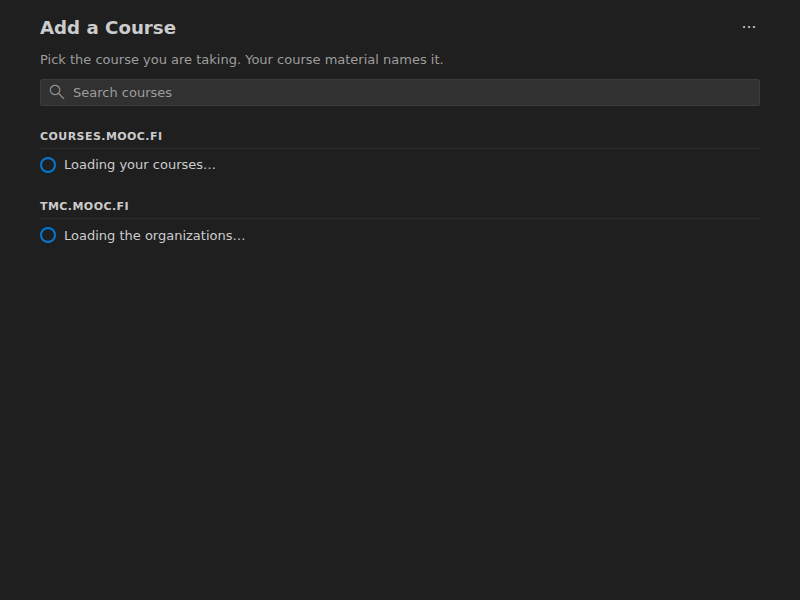 Add a Course
Pick the course you are taking. Your course material names it.
Search courses
COURSES.MOOC.FI
Loading your courses...
TMC.MOOC.FI
Loading the organizations...